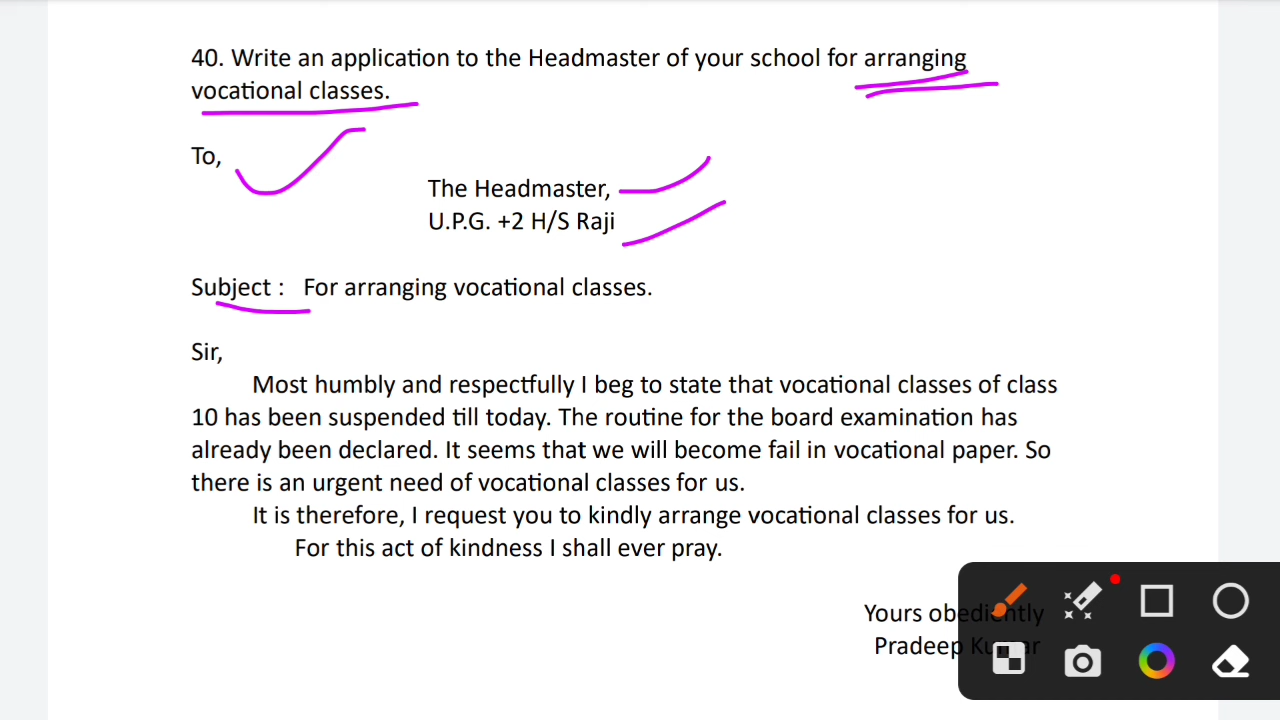 40. Write an application to the Headmaster of your school for arranging
vocational classes.
To,
The Headmaster,
U.P.G. +2 H/S Raji
Subject : For arranging vocational classes.
Sir,
Most humbly and respectfully I beg to state that vocational classes of class
10 has been suspended till today. The routine for the board examination has
already been declared. It seems that we will become fail in vocational paper. So
there is an urgent need of vocational classes for us.
It is therefore, I request you to kindly arrange vocational classes for us.
For this act of kindness I shall ever pray.
Yours obediently
Pradeep Kumar